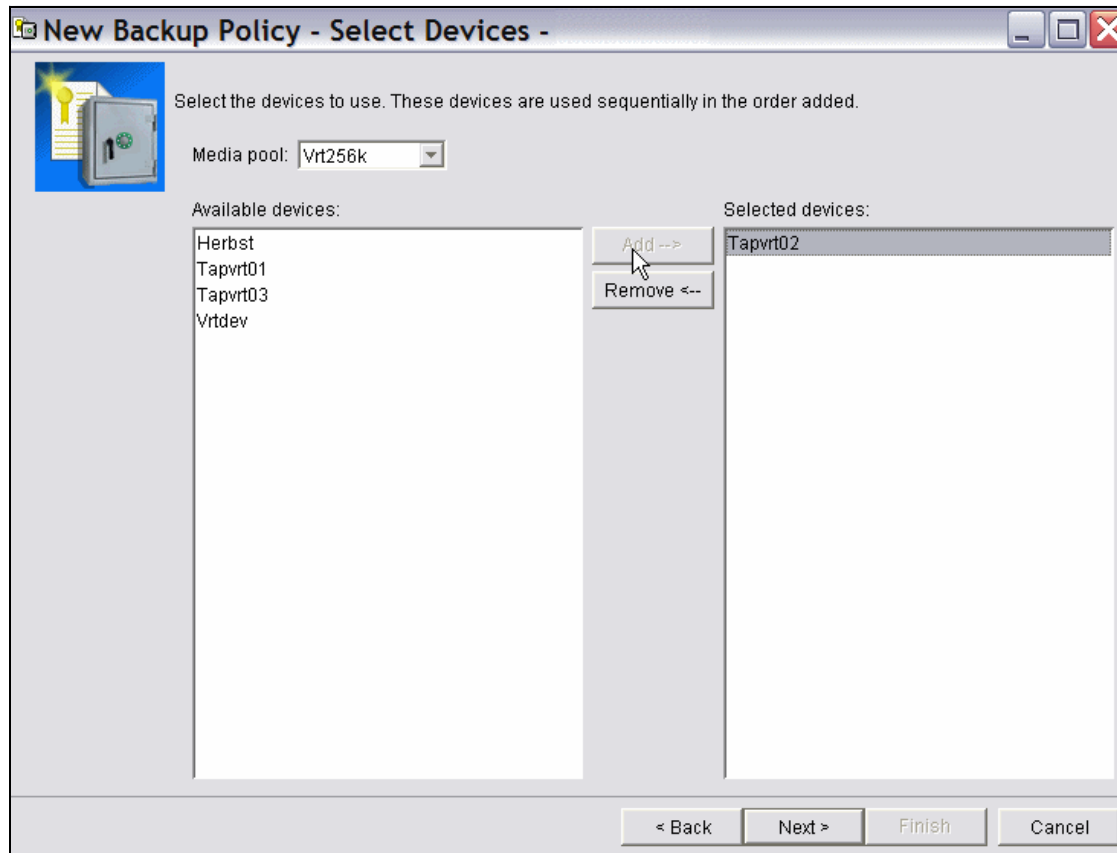 New Backup Policy - Select Devices -
Select the devices to use. These devices are used sequentially in the order added.
Media pool: Vrt256k
Available devices:
Herbst
Tapvrt01
Tapvrt03
Vrtdev
Add -->
Remove <--
Selected devices:
Tapvrt02
< Back Next > Finish Cancel